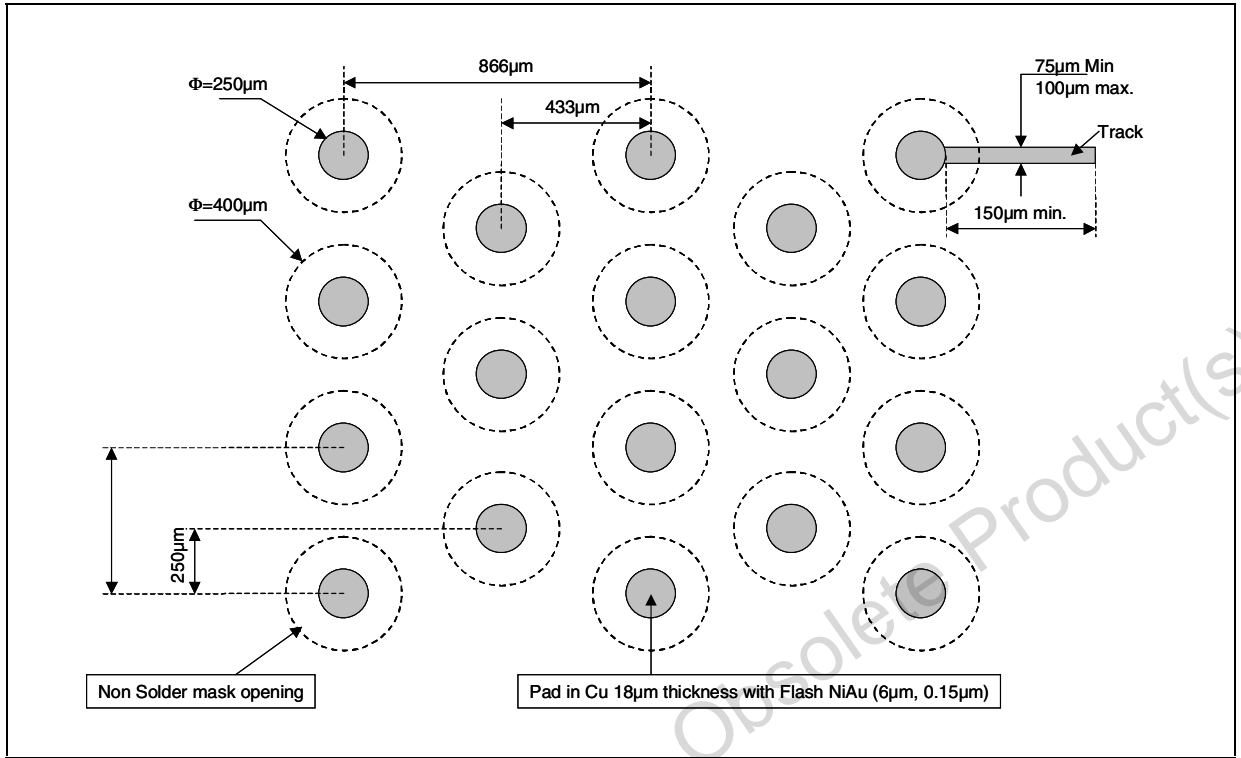 866µm
75µm Min
100µm max.
Φ=250µm
433µm
Track
Φ=400µm
150µm min.
250µm
Non Solder mask opening
Pad in Cu 18µm thickness with Flash NiAu (6µm, 0.15µm)
Obsolete Product(s)